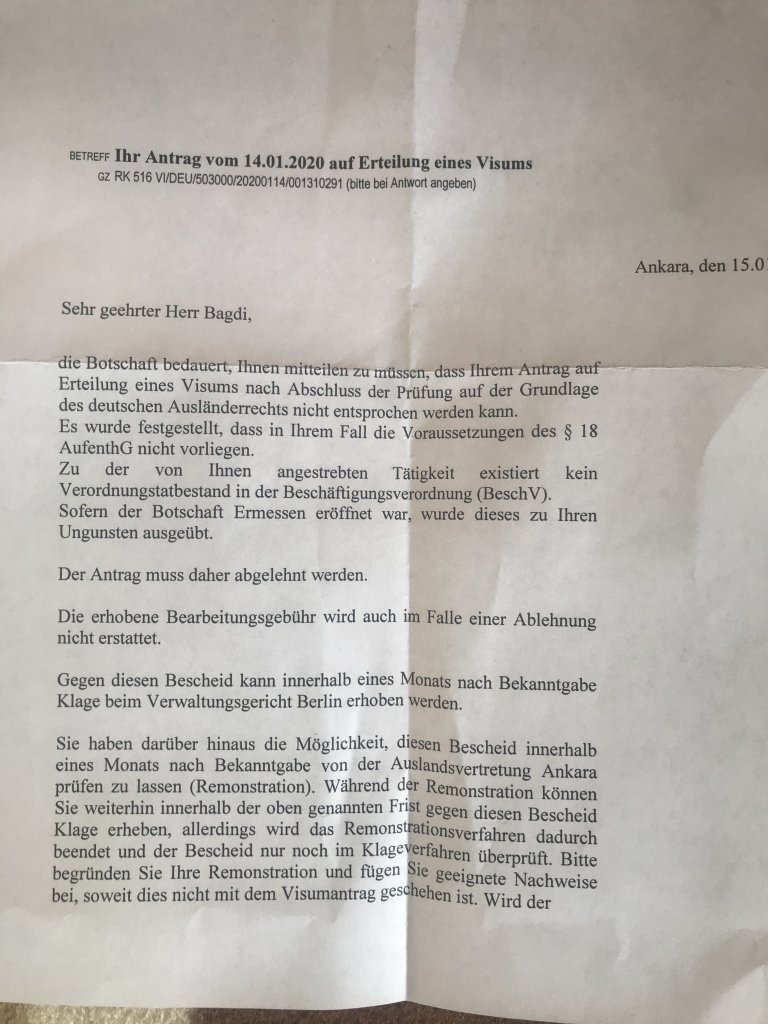 BETREFF Ihr Antrag vom 14.01.2020 auf Erteilung eines Visums
GZ RK 516 VI/DEU/503000/20200114/001310291 (bitte bei Antwort angeben)
Ankara, den 15.01
Sehr geehrter Herr Bagdi,
die Botschaft bedauert, Ihnen mitteilen zu müssen, dass Ihrem Antrag auf
Erteilung eines Visums nach Abschluss der Prüfung auf der Grundlage
des deutschen Ausländerrechts nicht entsprochen werden kann.
Es wurde festgestellt, dass in Ihrem Fall die Voraussetzungen des § 18
AufenthG nicht vorliegen.
Zu der von Ihnen angestrebten Tätigkeit existiert kein
Verordnungstatbestand in der Beschäftigungsverordnung (BeschV).
Sofern der Botschaft Ermessen eröffnet war, wurde dieses zu Ihren
Ungunsten ausgeübt.
Der Antrag muss daher abgelehnt werden.
Die erhobene Bearbeitungsgebühr wird auch im Falle einer Ablehnung
nicht erstattet.
Gegen diesen Bescheid kann innerhalb eines Monats nach Bekanntgabe
Klage beim Verwaltungsgericht Berlin erhoben werden.
Sie haben darüber hinaus die Möglichkeit, diesen Bescheid innerhalb
eines Monats nach Bekanntgabe von der Auslandsvertretung Ankara
prüfen zu lassen (Remonstration). Während der Remonstration können
Sie weiterhin innerhalb der oben genannten Frist gegen diesen Bescheid
Klage erheben, allerdings wird das Remonstrationsverfahren dadurch
beendet und der Bescheid nur noch im Klageverfahren überprüft. Bitte
begründen Sie Ihre Remonstration und fügen Sie geeignete Nachweise
bei, soweit dies nicht mit dem Visumantrag geschehen ist. Wird der